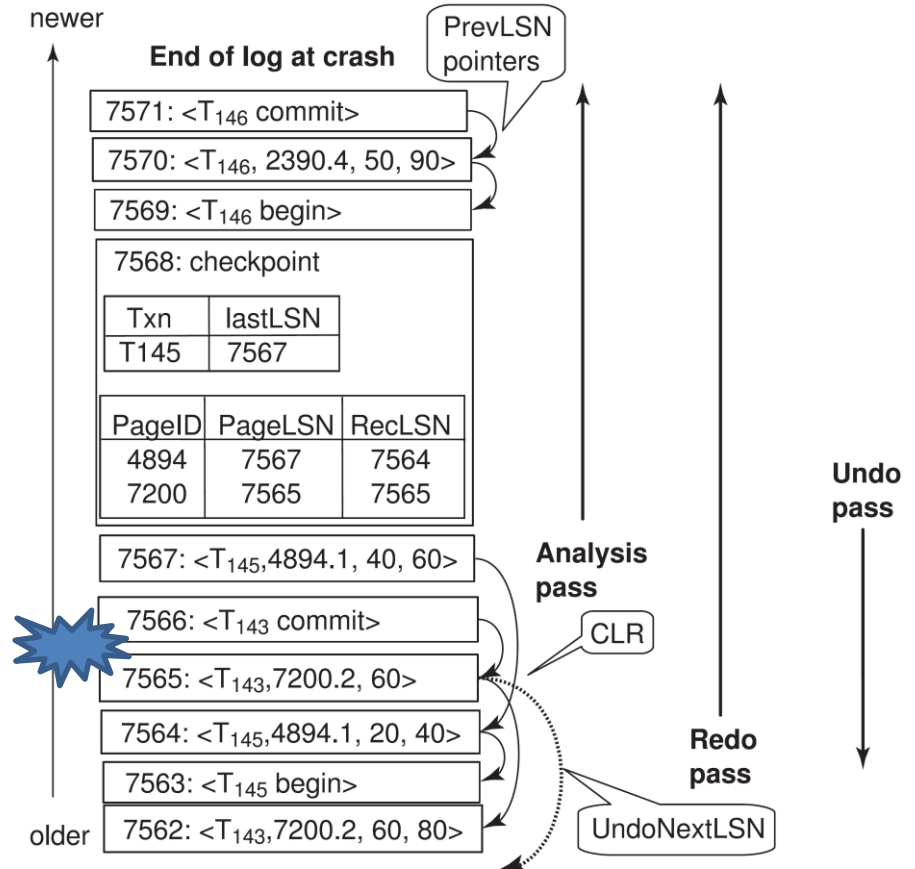 newer
End of log at crash
PrevLSN
pointers
7571: <T146 commit>
7570: <T146, 2390.4, 50, 90>
7569: <T146 begin>
7568: checkpoint
Txn lastLSN
T145 7567
PageID PageLSN RecLSN
4894 7567 7564
7200 7565 7565
Undo
pass
7567: <T145,4894.1, 40, 60>
Analysis
pass
7566: <T143 commit>
CLR
7565: <T143,7200.2, 60>
7564: <T145,4894.1, 20, 40>
Redo
pass
7563: <T145 begin>
older
7562: <T143,7200.2, 60, 80>
UndoNextLSN